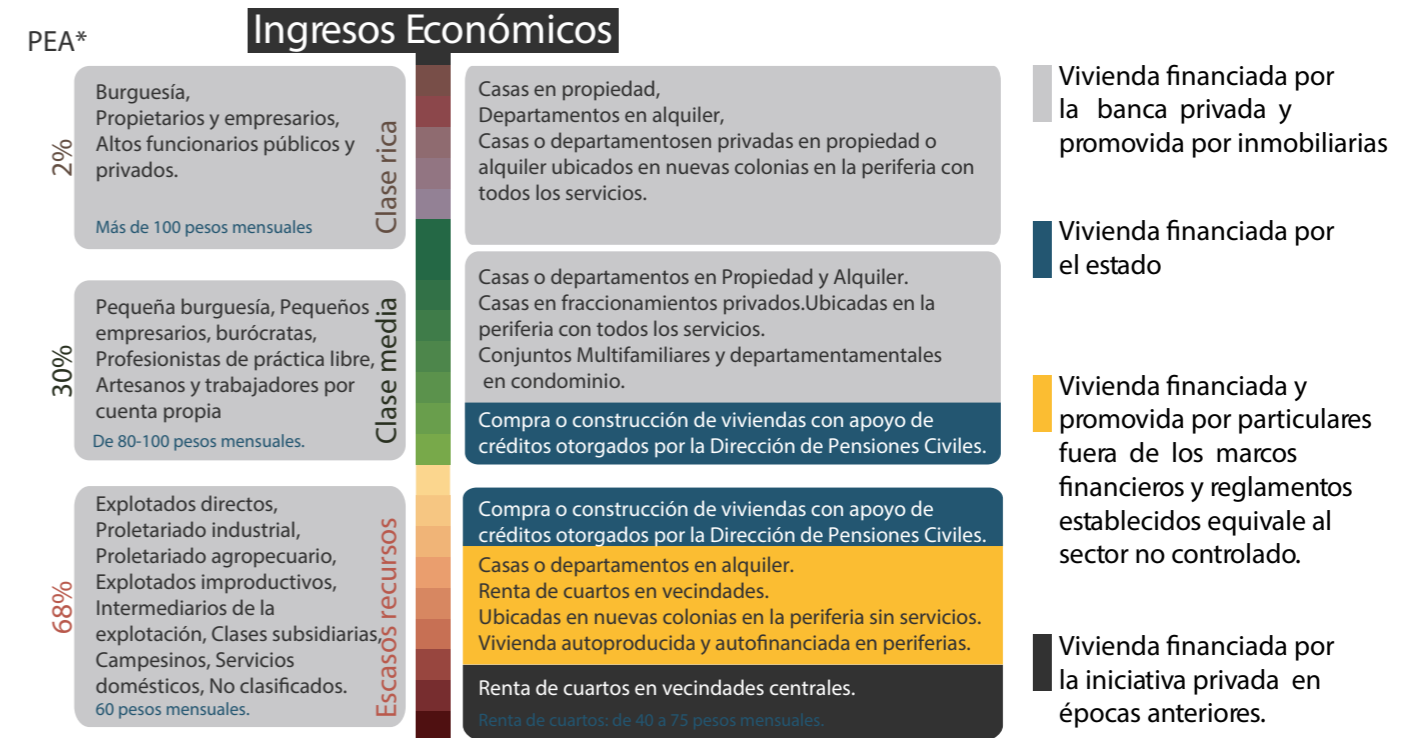 PEA*
Ingresos Económicos
2%
Burguesía,
Propietarios y empresarios,
Altos funcionarios públicos y
privados.
Más de 100 pesos mensuales
Clase rica
Casas en propiedad,
Departamentos en alquiler,
Casas o departamentosen privadas en propiedad o
alquiler ubicados en nuevas colonias en la periferia con
todos los servicios.
30%
Pequeña burguesía, Pequeños
empresarios, burócratas,
Profesionistas de práctica libre,
Artesanos y trabajadores por
cuenta propia
De 80-100 pesos mensuales.
Clase media
Casas o departamentos en Propiedad y Alquiler.
Casas en fraccionamientos privados.Ubicadas en la
periferia con todos los servicios.
Conjuntos Multifamiliares y departamentamentales
en condominio.
Compra o construcción de viviendas con apoyo de
créditos otorgados por la Dirección de Pensiones Civiles.
68%
Explotados directos,
Proletariado industrial,
Proletariado agropecuario,
Explotados improductivos,
Intermediarios de la
explotación, Clases subsidiarias,
Campesinos, Servicios
domésticos, No clasificados.
60 pesos mensuales.
Escasos recursos
Compra o construcción de viviendas con apoyo de
créditos otorgados por la Dirección de Pensiones Civiles.
Casas o departamentos en alquiler.
Renta de cuartos en vecindades.
Ubicadas en nuevas colonias en la periferia sin servicios.
Vivienda autoproducida y autofinanciada en periferias.
Renta de cuartos en vecindades centrales.
Renta de cuartos: de 40 a 75 pesos mensuales.
Vivienda financiada por
la banca privada y
promovida por inmobiliarias
Vivienda financiada por
el estado
Vivienda financiada y
promovida por particulares
fuera de los marcos
financieros y reglamentos
establecidos equivale al
sector no controlado.
Vivienda financiada por
la iniciativa privada en
épocas anteriores.